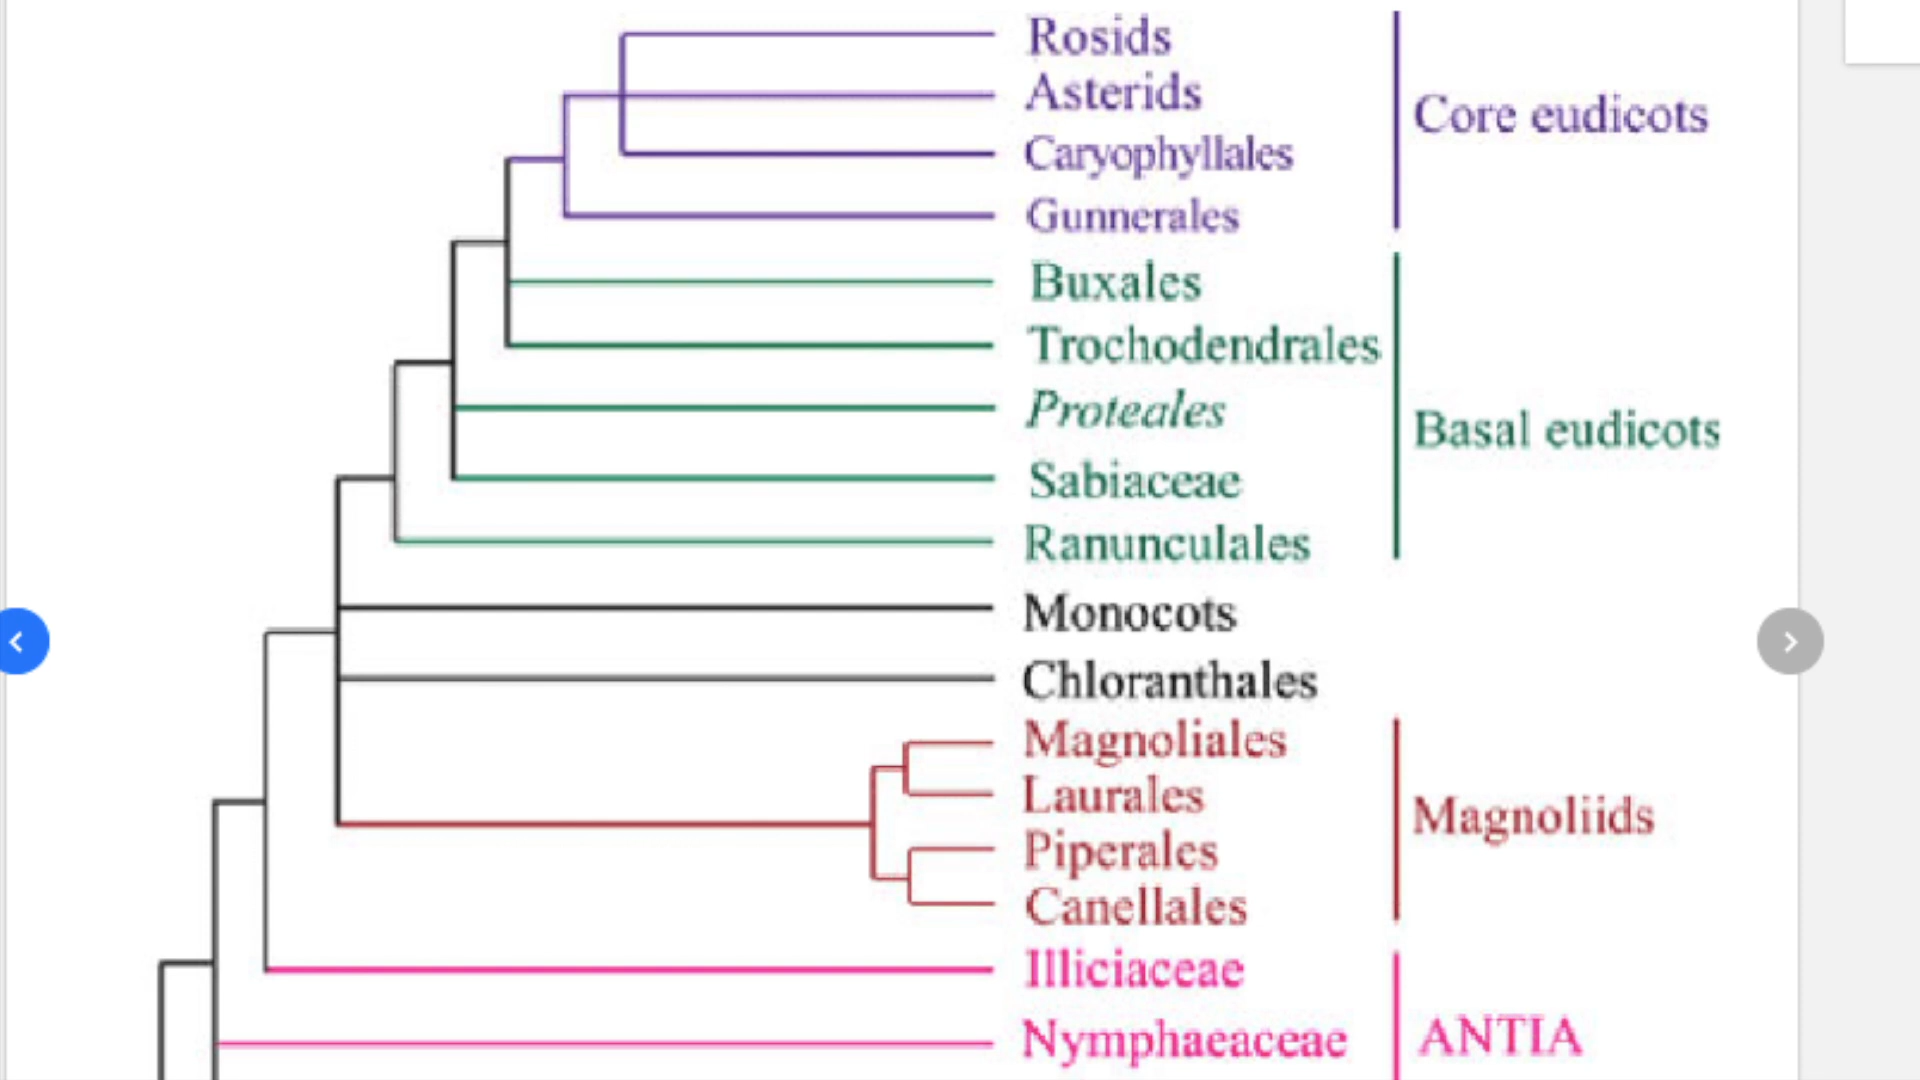 Rosids
Asterids
Caryophyllales
Gunnerales
Core eudicots
Buxales
Trochodendrales
Proteales
Sabiaceae
Ranunculales
Basal eudicots
Monocots
Chloranthales
Magnoliales
Laurales
Piperales
Canellales
Magnoliids
Illiciaceae
Nymphaeaceae
ANTIA